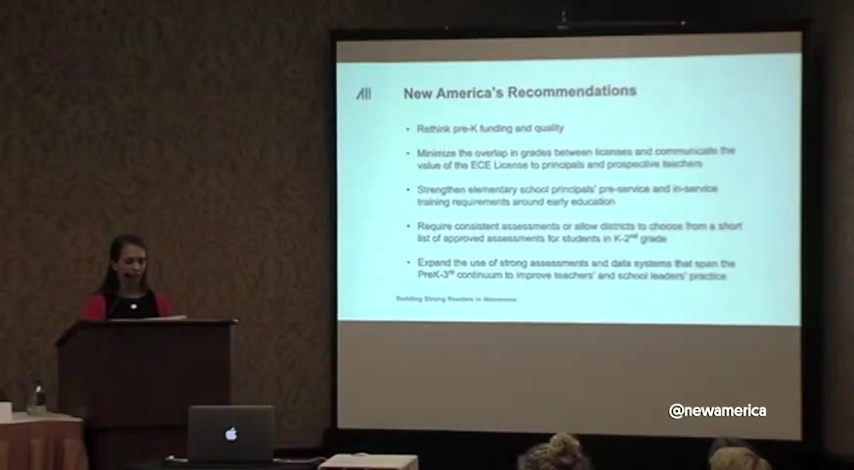 New America's Recommendations
• Rethink pre-K funding and quality
• Minimize the overlap in grades between licenses and communicate the
value of the ECE License to principals and prospective teachers
• Strengthen elementary school principals' pre-service and in-service
training requirements around early education
• Require consistent assessments or allow districts to choose from a short
list of approved assessments for students in K-2nd grade
• Expand the use of strong assessments and data systems that span the
PreK-3rd continuum to improve teachers' and school leaders' practice
Building Strong Readers in Minnesota
@newamerica